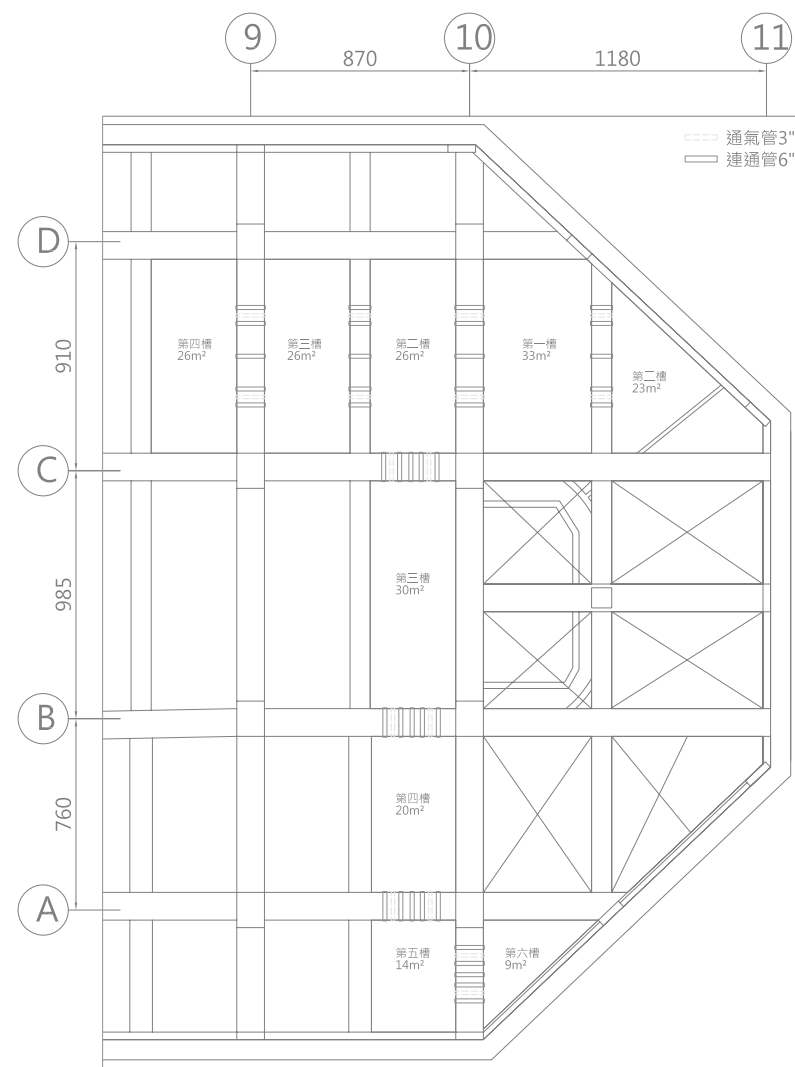 9
10
11
870
1180
通氣管3"
連通管6"
D
910
第四槽
26m²
第三槽
26m²
第二槽
26m²
第一槽
33m²
第二槽
23m²
C
985
第三槽
30m²
B
760
第四槽
20m²
A
第五槽
14m²
第六槽
9m²